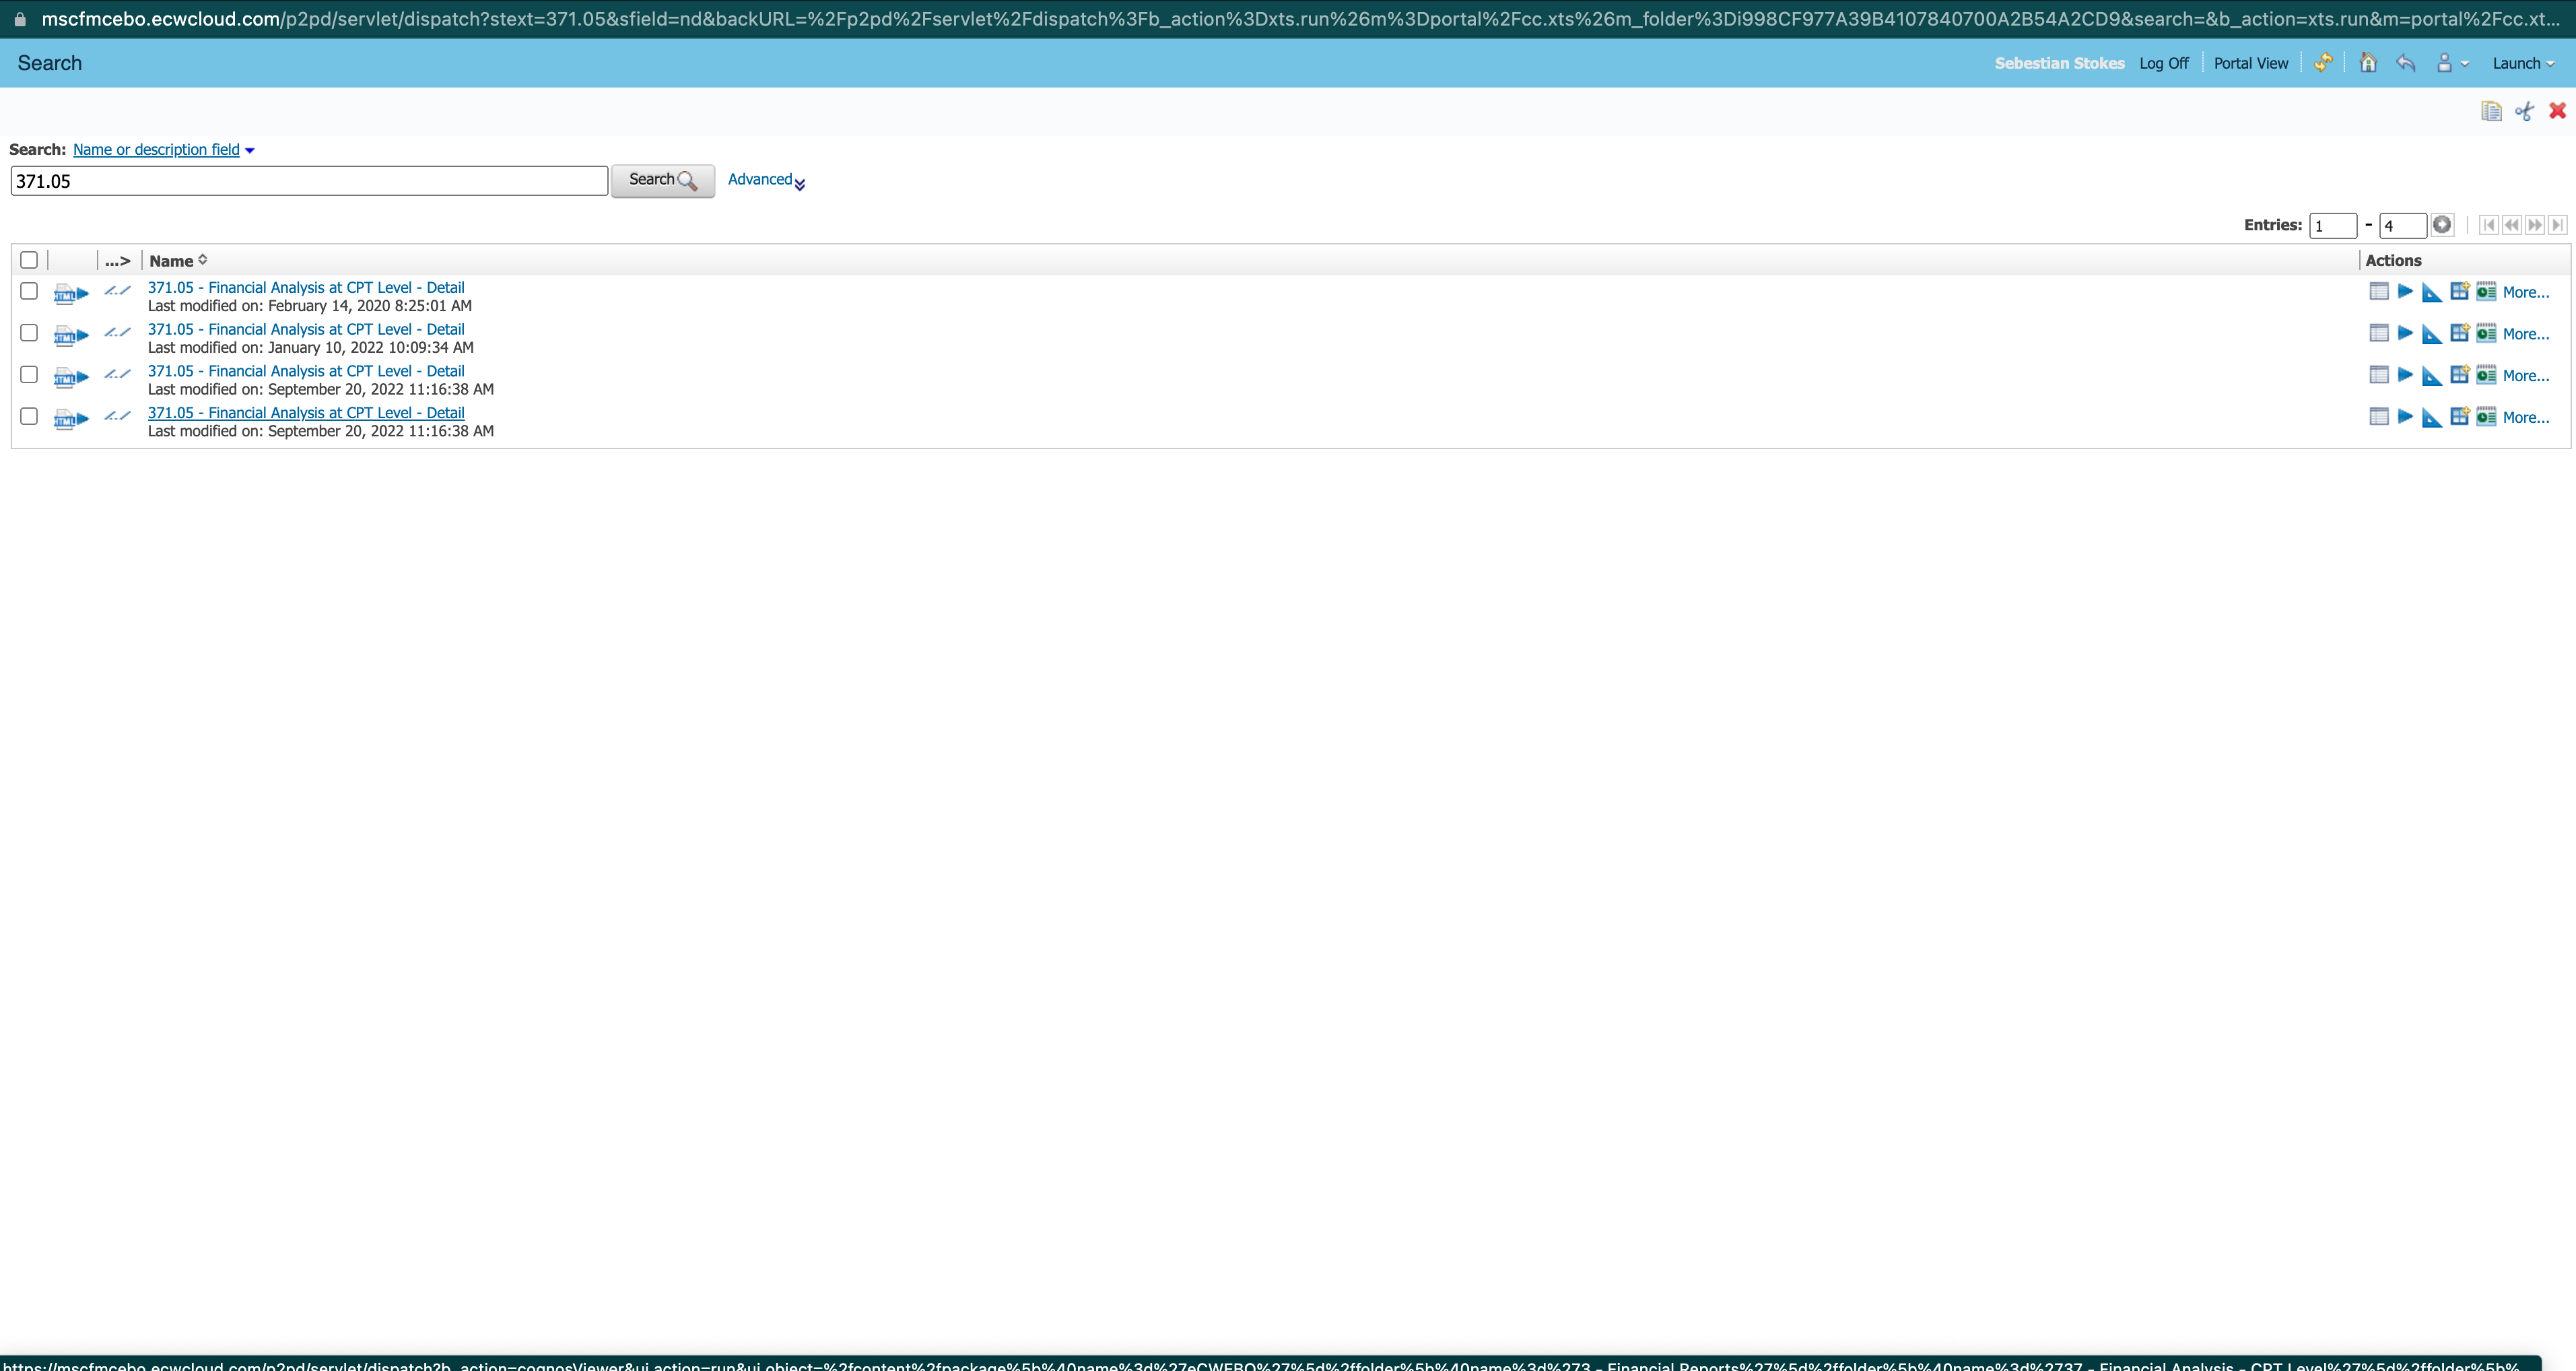 mscfmcebo.ecwcloud.com/p2pd/servlet/dispatch?stext=371.05&sfield=nd&backURL=%2Fp2pd%2Fservlet%2Fdispatch%3Fb_action%3Dxts.run%26m%3Dportal%2Fcc.xts%26m_folder%3Di998CF977A39B4107840700A2B54A2CD9&search=&b_action=xts.run&m=portal%2Fcc.xt...
Search
Sebestian Stokes Log Off Portal View Launch
Search: Name or description field
371.05 Search Advanced
Entries: 1 - 4
...> Name Actions
371.05 - Financial Analysis at CPT Level - Detail
Last modified on: February 14, 2020 8:25:01 AM
More...
371.05 - Financial Analysis at CPT Level - Detail
Last modified on: January 10, 2022 10:09:34 AM
More...
371.05 - Financial Analysis at CPT Level - Detail
Last modified on: September 20, 2022 11:16:38 AM
More...
371.05 - Financial Analysis at CPT Level - Detail
Last modified on: September 20, 2022 11:16:38 AM
More...
https://mscfmcebo.ecwcloud.com/p2pd/servlet/dispatch?b_action=cognosViewer&ui.action=run&ui.object=%2fcontent%2fpackage%5b%40name%3d%27eCWEBO%27%5d%2ffolder%5b%40name%3d%273 - Financial Reports%27%5d%2ffolder%5b%40name%3d%2737 - Financial Analysis - CPT Level%27%5d%2ffolder%5b%